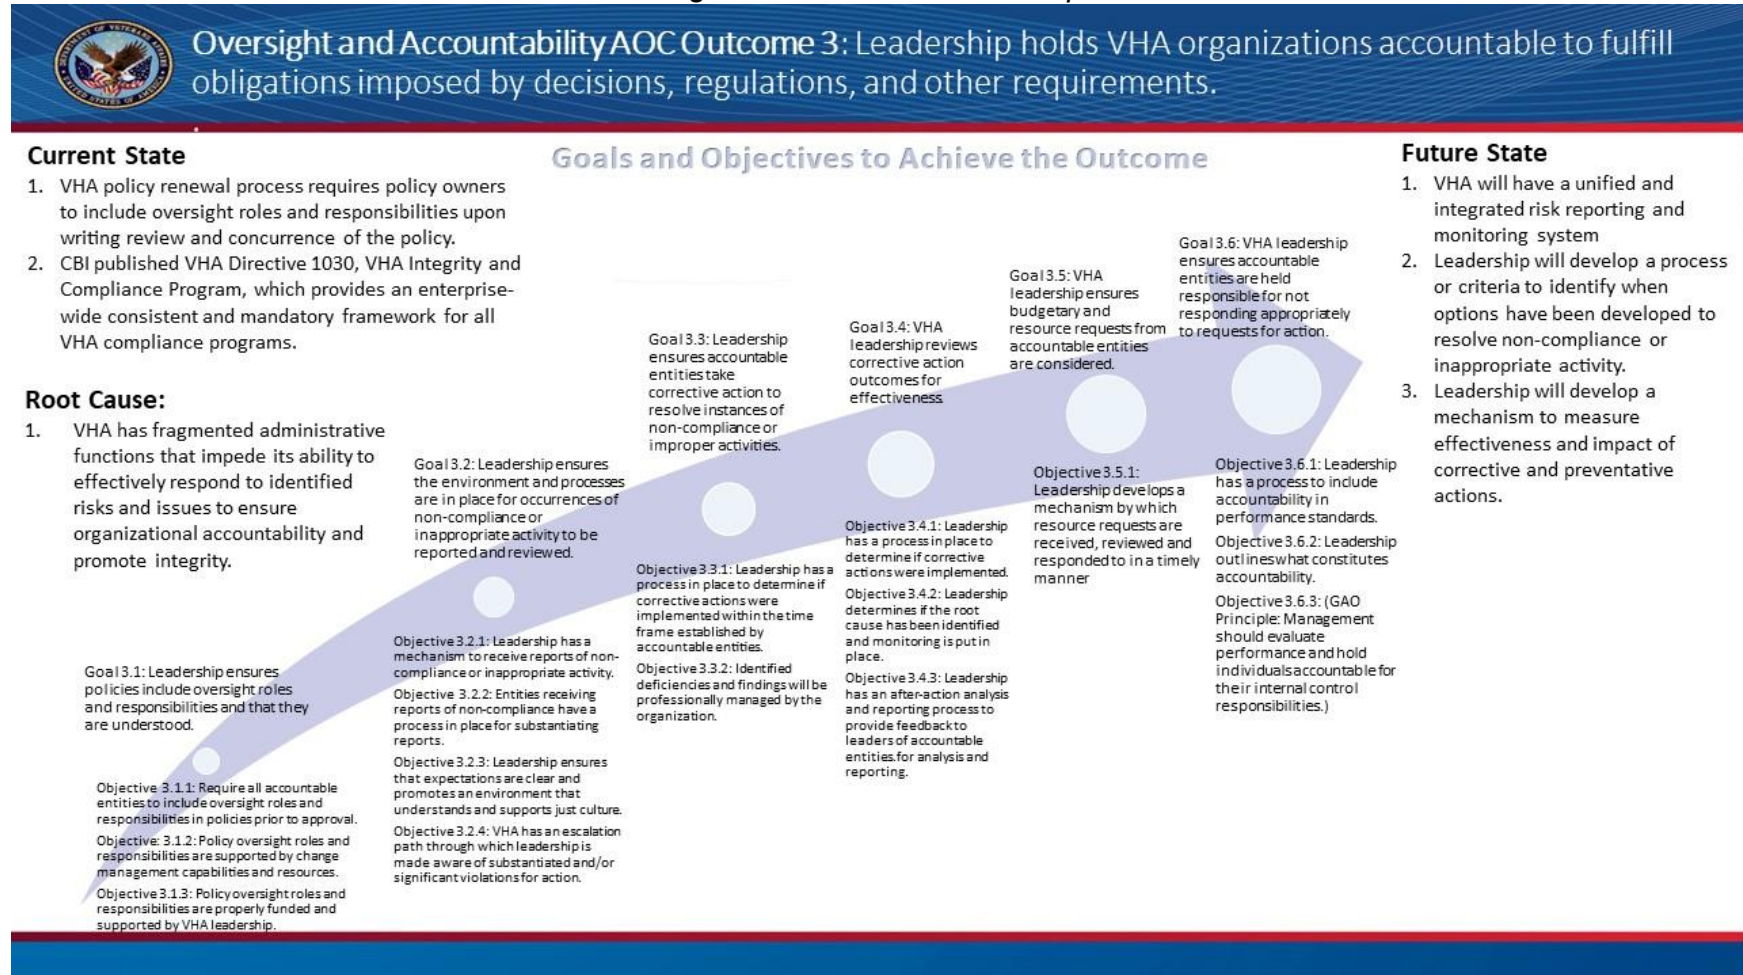 Oversight and Accountability AOC Outcome 3: Leadership holds VHA organizations accountable to fulfill
obligations imposed by decisions, regulations, and other requirements.
Current State
1. VHA policy renewal process requires policy owners
to include oversight roles and responsibilities upon
writing review and concurrence of the policy.
2. CBI published VHA Directive 1030, VHA Integrity and
Compliance Program, which provides an enterprise-
wide consistent and mandatory framework for all
VHA compliance programs.
Root Cause:
1. VHA has fragmented administrative
functions that impede its ability to
effectively respond to identified
risks and issues to ensure
organizational accountability and
promote integrity.
Goals and Objectives to Achieve the Outcome
Goal 3.1: Leadership ensures
policies include oversight roles
and responsibilities and that they
are understood.
Objective 3.1.1: Require all accountable
entities to include oversight roles and
responsibilities in policies prior to approval.
Objective: 3.1.2: Policy oversight roles and
responsibilities are supported by change
management capabilities and resources.
Objective 3.1.3: Policy oversight roles and
responsibilities are properly funded and
supported by VHA leadership.
Goal 3.2: Leadership ensures
the environment and processes
are in place for occurrences of
non-compliance or
inappropriate activity to be
reported and reviewed.
Objective 3.2.1: Leadership has a
mechanism to receive reports of non-
compliance or inappropriate activity.
Objective 3.2.2: Entities receiving
reports of non-compliance have a
process in place for substantiating
reports.
Objective 3.2.3: Leadership ensures
that expectations are clear and
promotes an environment that
understands and supports just culture.
Objective 3.2.4: VHA has an escalation
path through which leadership is
made aware of substantiated and/or
significant violations for action.
Goal 3.3: Leadership
ensures accountable
entities take
corrective action to
resolve instances of
non-compliance or
improper activities.
Objective 3.3.1: Leadership has a
process in place to determine if
corrective actions were
implemented within the time
frame established by
accountable entities.
Objective 3.3.2: Identified
deficiencies and findings will be
professionally managed by the
organization.
Goal 3.4: VHA
leadership reviews
corrective action
outcomes for
effectiveness.
Objective 3.4.1: Leadership
has a process in place to
determine if corrective
actions were implemented.
Objective 3.4.2: Leadership
determines if the root
cause has been identified
and monitoring is put in
place.
Objective 3.4.3: Leadership
has an after-action analysis
and reporting process to
provide feedback to
leaders of accountable
entities.for analysis and
reporting.
Goal 3.5: VHA
leadership ensures
budgetary and
resource requests from
accountable entities
are considered.
Objective 3.5.1:
Leadership develops a
mechanism by which
resource requests are
received, reviewed and
responded to in a timely
manner
Goal 3.6: VHA leadership
ensures accountable
entities are held
responsible for not
responding appropriately
to requests for action.
Objective 3.6.1: Leadership
has a process to include
accountability in
performance standards.
Objective 3.6.2: Leadership
outlines what constitutes
accountability.
Objective 3.6.3: (GAO
Principle: Management
should evaluate
performance and hold
individuals accountable for
their internal control
responsibilities.)
Future State
1. VHA will have a unified and
integrated risk reporting and
monitoring system
2. Leadership will develop a process
or criteria to identify when
options have been developed to
resolve non-compliance or
inappropriate activity.
3. Leadership will develop a
mechanism to measure
effectiveness and impact of
corrective and preventative
actions.